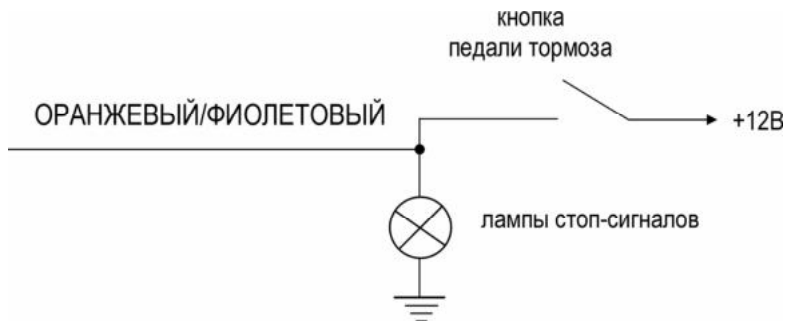 кнопка
педали тормоза
ОРАНЖЕВЫЙ/ФИОЛЕТОВЫЙ
+12В
лампы стоп-сигналов